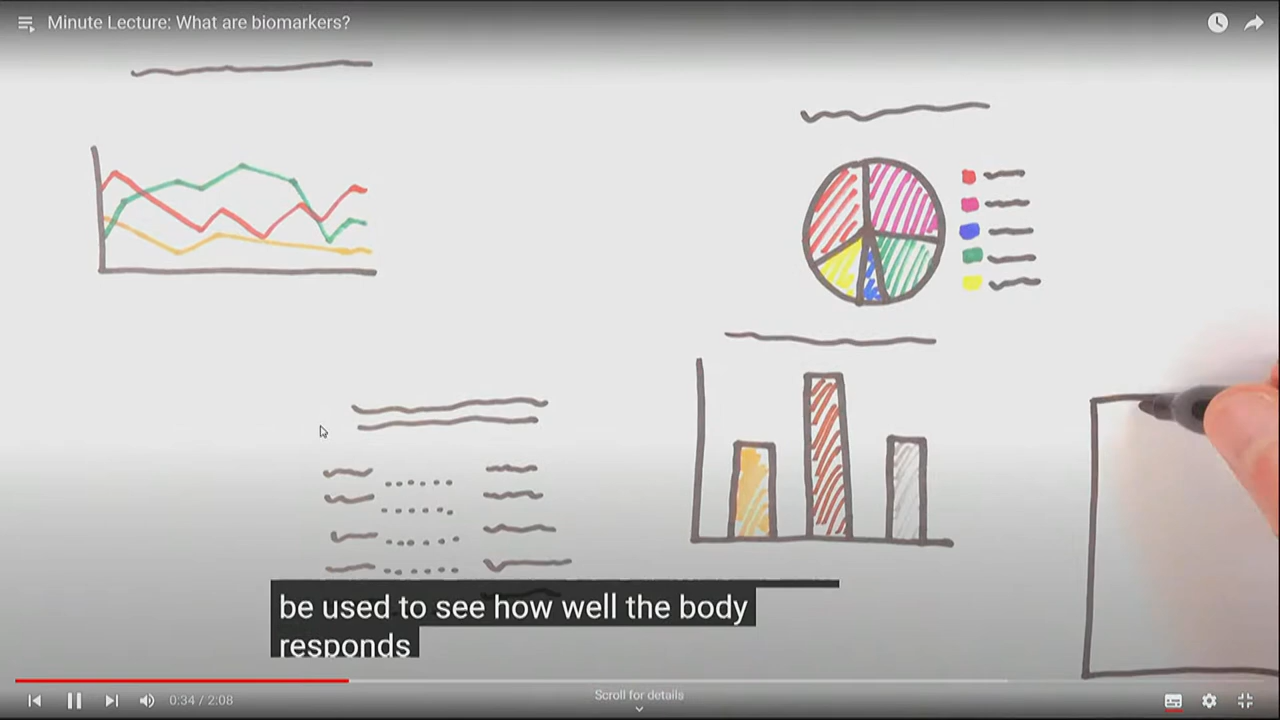 Minute Lecture: What are biomarkers?
be used to see how well the body
responds
0:34 / 2:08
Scroll for details